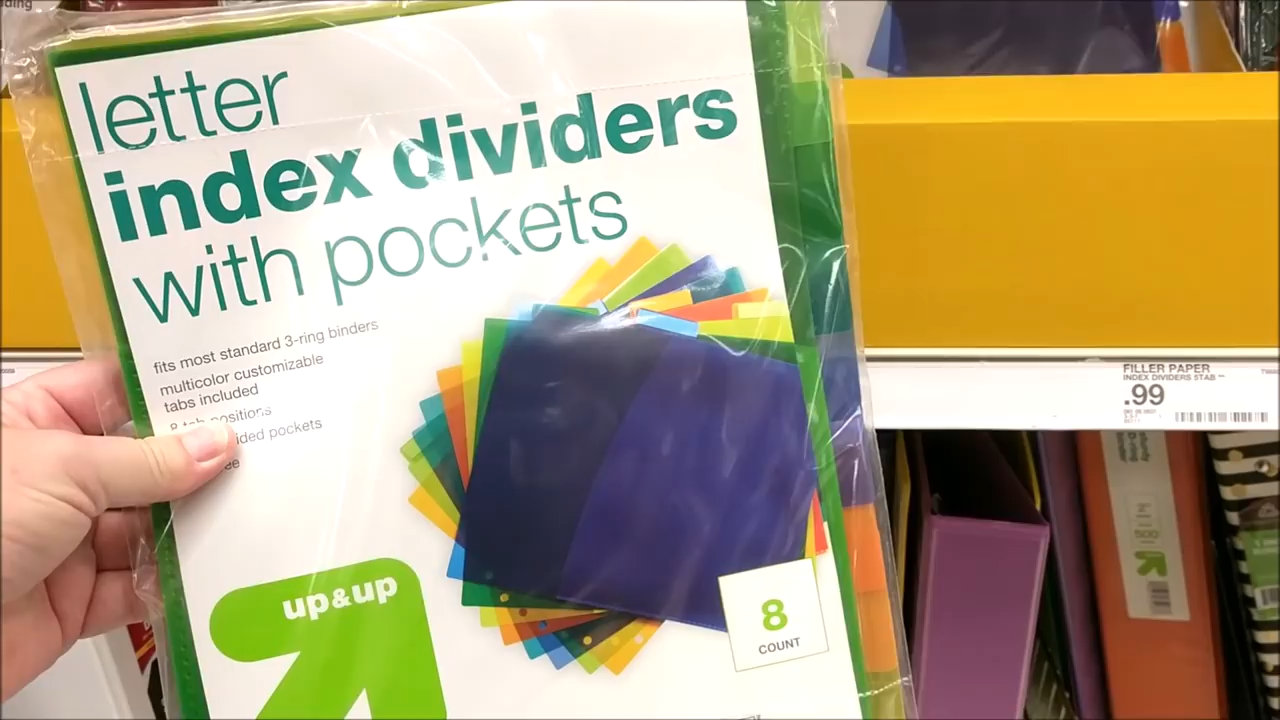 letter
index dividers
with pockets
fits most standard 3-ring binders
multicolor customizable
tabs included
8 tab positions
pockets
up&up
8
COUNT
FILLER PAPER
INDEX DIVIDERS 5TAB
.99